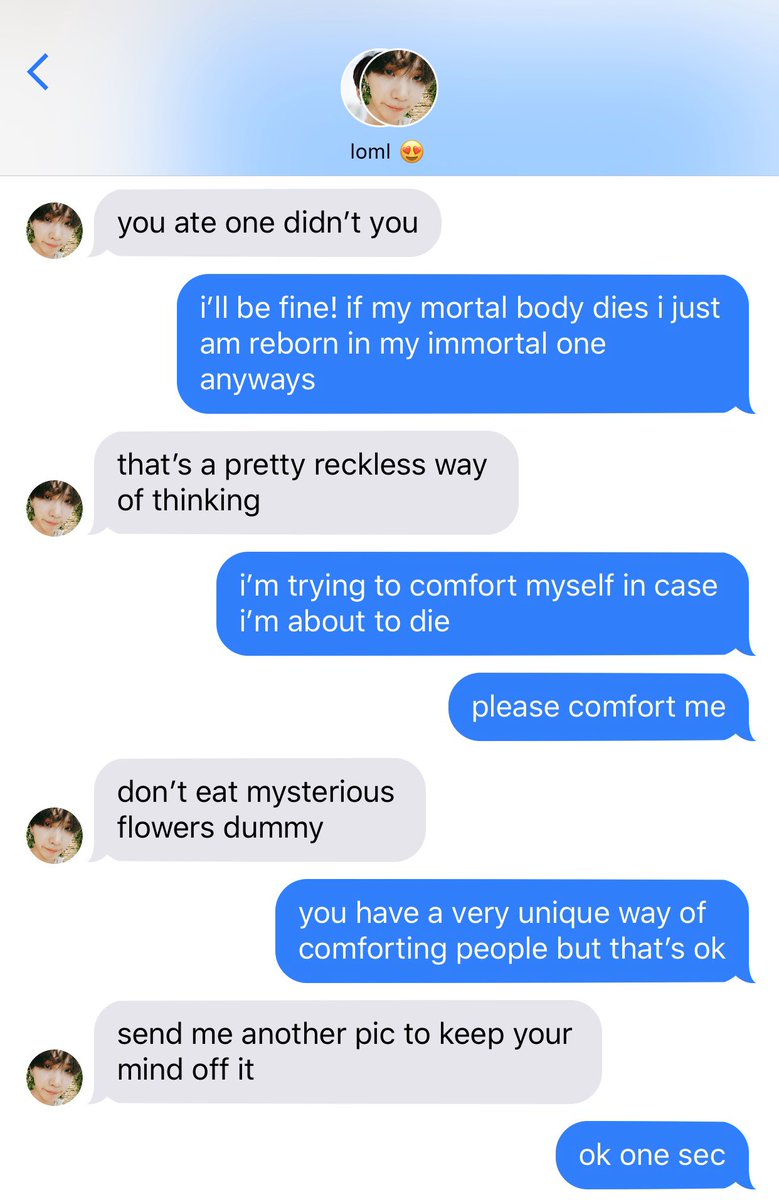 loml 😍
you ate one didn’t you
i’ll be fine! if my mortal body dies i just
am reborn in my immortal one
anyways
that’s a pretty reckless way
of thinking
i’m trying to comfort myself in case
i’m about to die
please comfort me
don’t eat mysterious
flowers dummy
you have a very unique way of
comforting people but that’s ok
send me another pic to keep your
mind off it
ok one sec